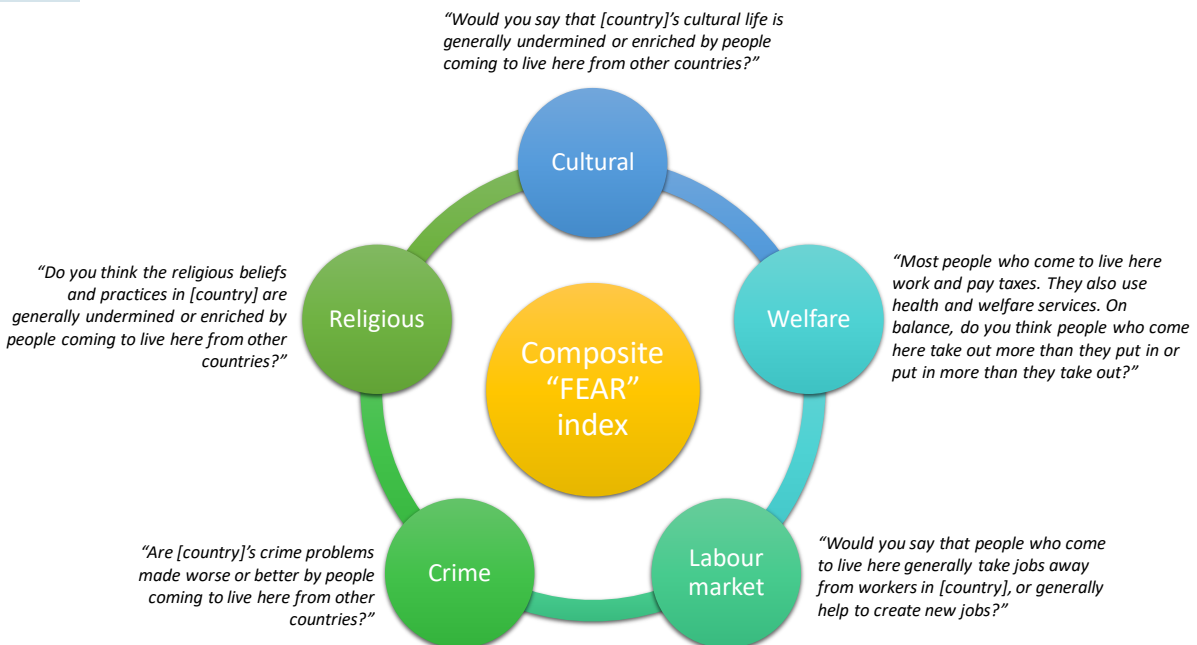 “Would you say that [country]’s cultural life is
generally undermined or enriched by people
coming to live here from other countries?”
Cultural
“Do you think the religious beliefs
and practices in [country] are
generally undermined or enriched by
people coming to live here from other
countries?”
Religious
Welfare
“Most people who come to live here
work and pay taxes. They also use
health and welfare services. On
balance, do you think people who come
here take out more than they put in or
put in more than they take out?”
Composite
“FEAR”
index
“Are [country]’s crime problems
made worse or better by people
coming to live here from other
countries?”
Crime
Labour
market
“Would you say that people who come
to live here generally take jobs away
from workers in [country], or generally
help to create new jobs?”